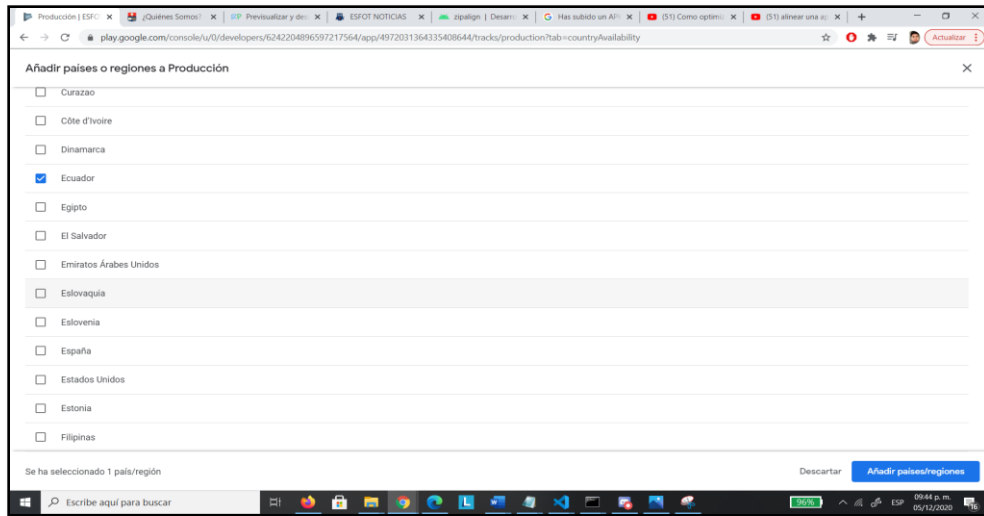 Producción | ESFO
¿Quiénes Somos?
Previsualizar y des
ESFOT NOTICIAS
zipalign | Desarro
Has subido un AP
(51) Como optimi
(51) alinear una ap
play.google.com/console/u/0/developers/6242204896597217564/app/4972031364335408644/tracks/production?tab=countryAvailability
Actualizar
Añadir países o regiones a Producción
Curazao
Côte d'Ivoire
Dinamarca
Ecuador
Egipto
El Salvador
Emiratos Árabes Unidos
Eslovaquia
Eslovenia
España
Estados Unidos
Estonia
Filipinas
Se ha seleccionado 1 país/región
Descartar
Añadir países/regiones
Escribe aquí para buscar
96%
ESP
09:44 p. m.
05/12/2020
16